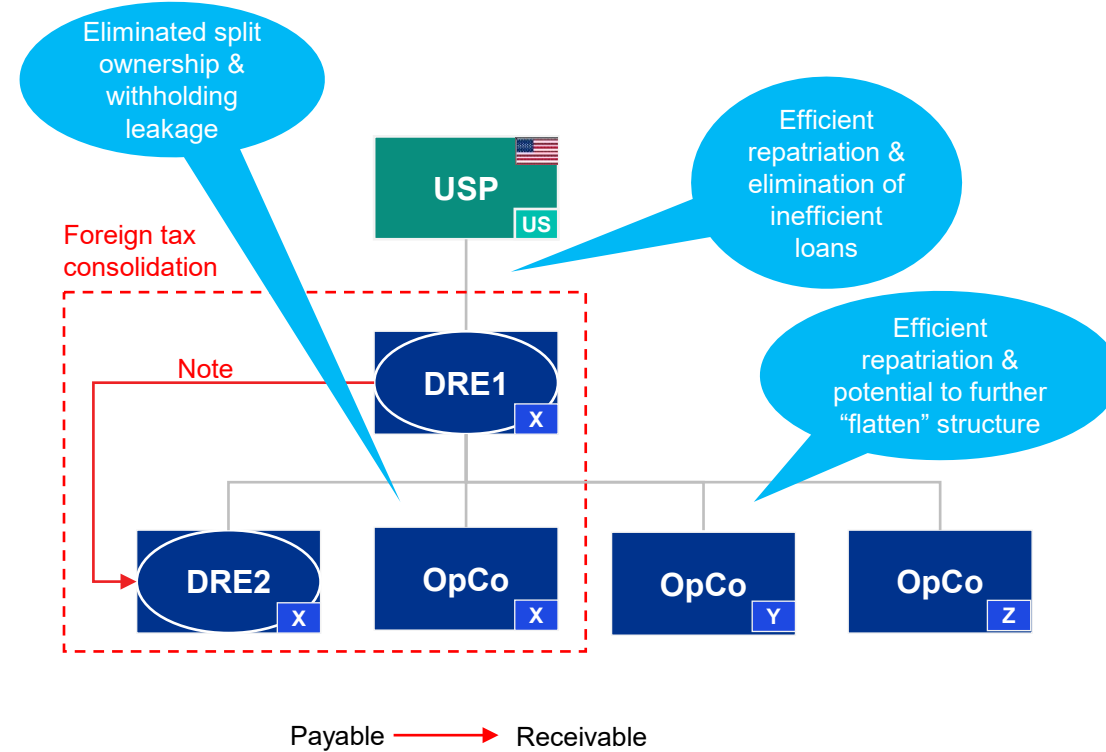 Eliminated split
ownership &
withholding
leakage
Efficient
repatriation &
elimination of
inefficient
loans
USP
US
Foreign tax
consolidation
Efficient
repatriation &
potential to further
“flatten” structure
Note
DRE1
X
DRE2
X
OpCo
X
OpCo
Y
OpCo
Z
Payable
Receivable